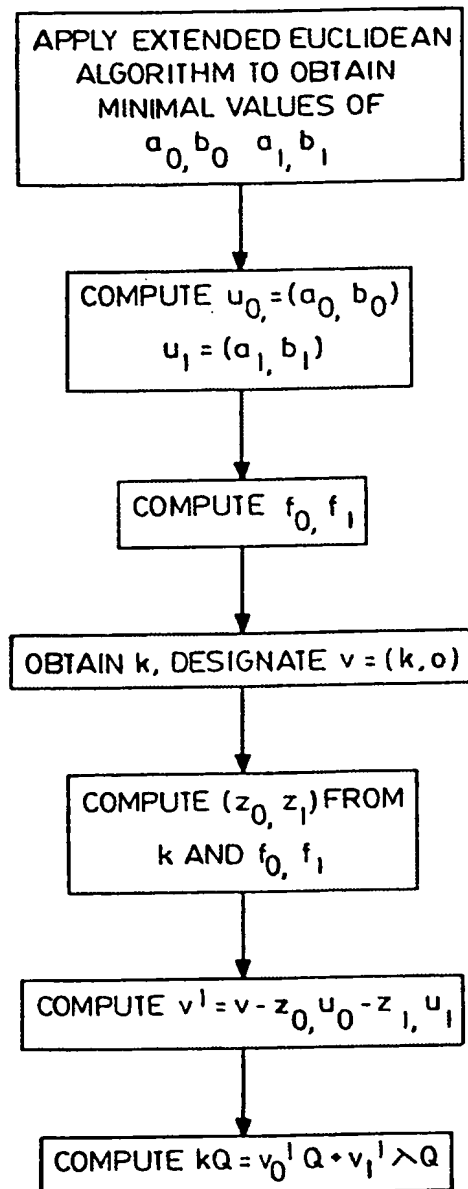 APPLY EXTENDED EUCLIDEAN
ALGORITHM TO OBTAIN
MINIMAL VALUES OF
a₀, b₀ a₁, b₁
COMPUTE u₀, =(a₀, b₀)
u₁ = (a₁, b₁)
COMPUTE f₀, f₁
OBTAIN k, DESIGNATE v = (k, o)
COMPUTE (z₀, z₁) FROM
k AND f₀, f₁
COMPUTE v¹ = v - z₀, u₀ - z₁, u₁
COMPUTE kQ = v₀¹ Q + v₁¹ λQ